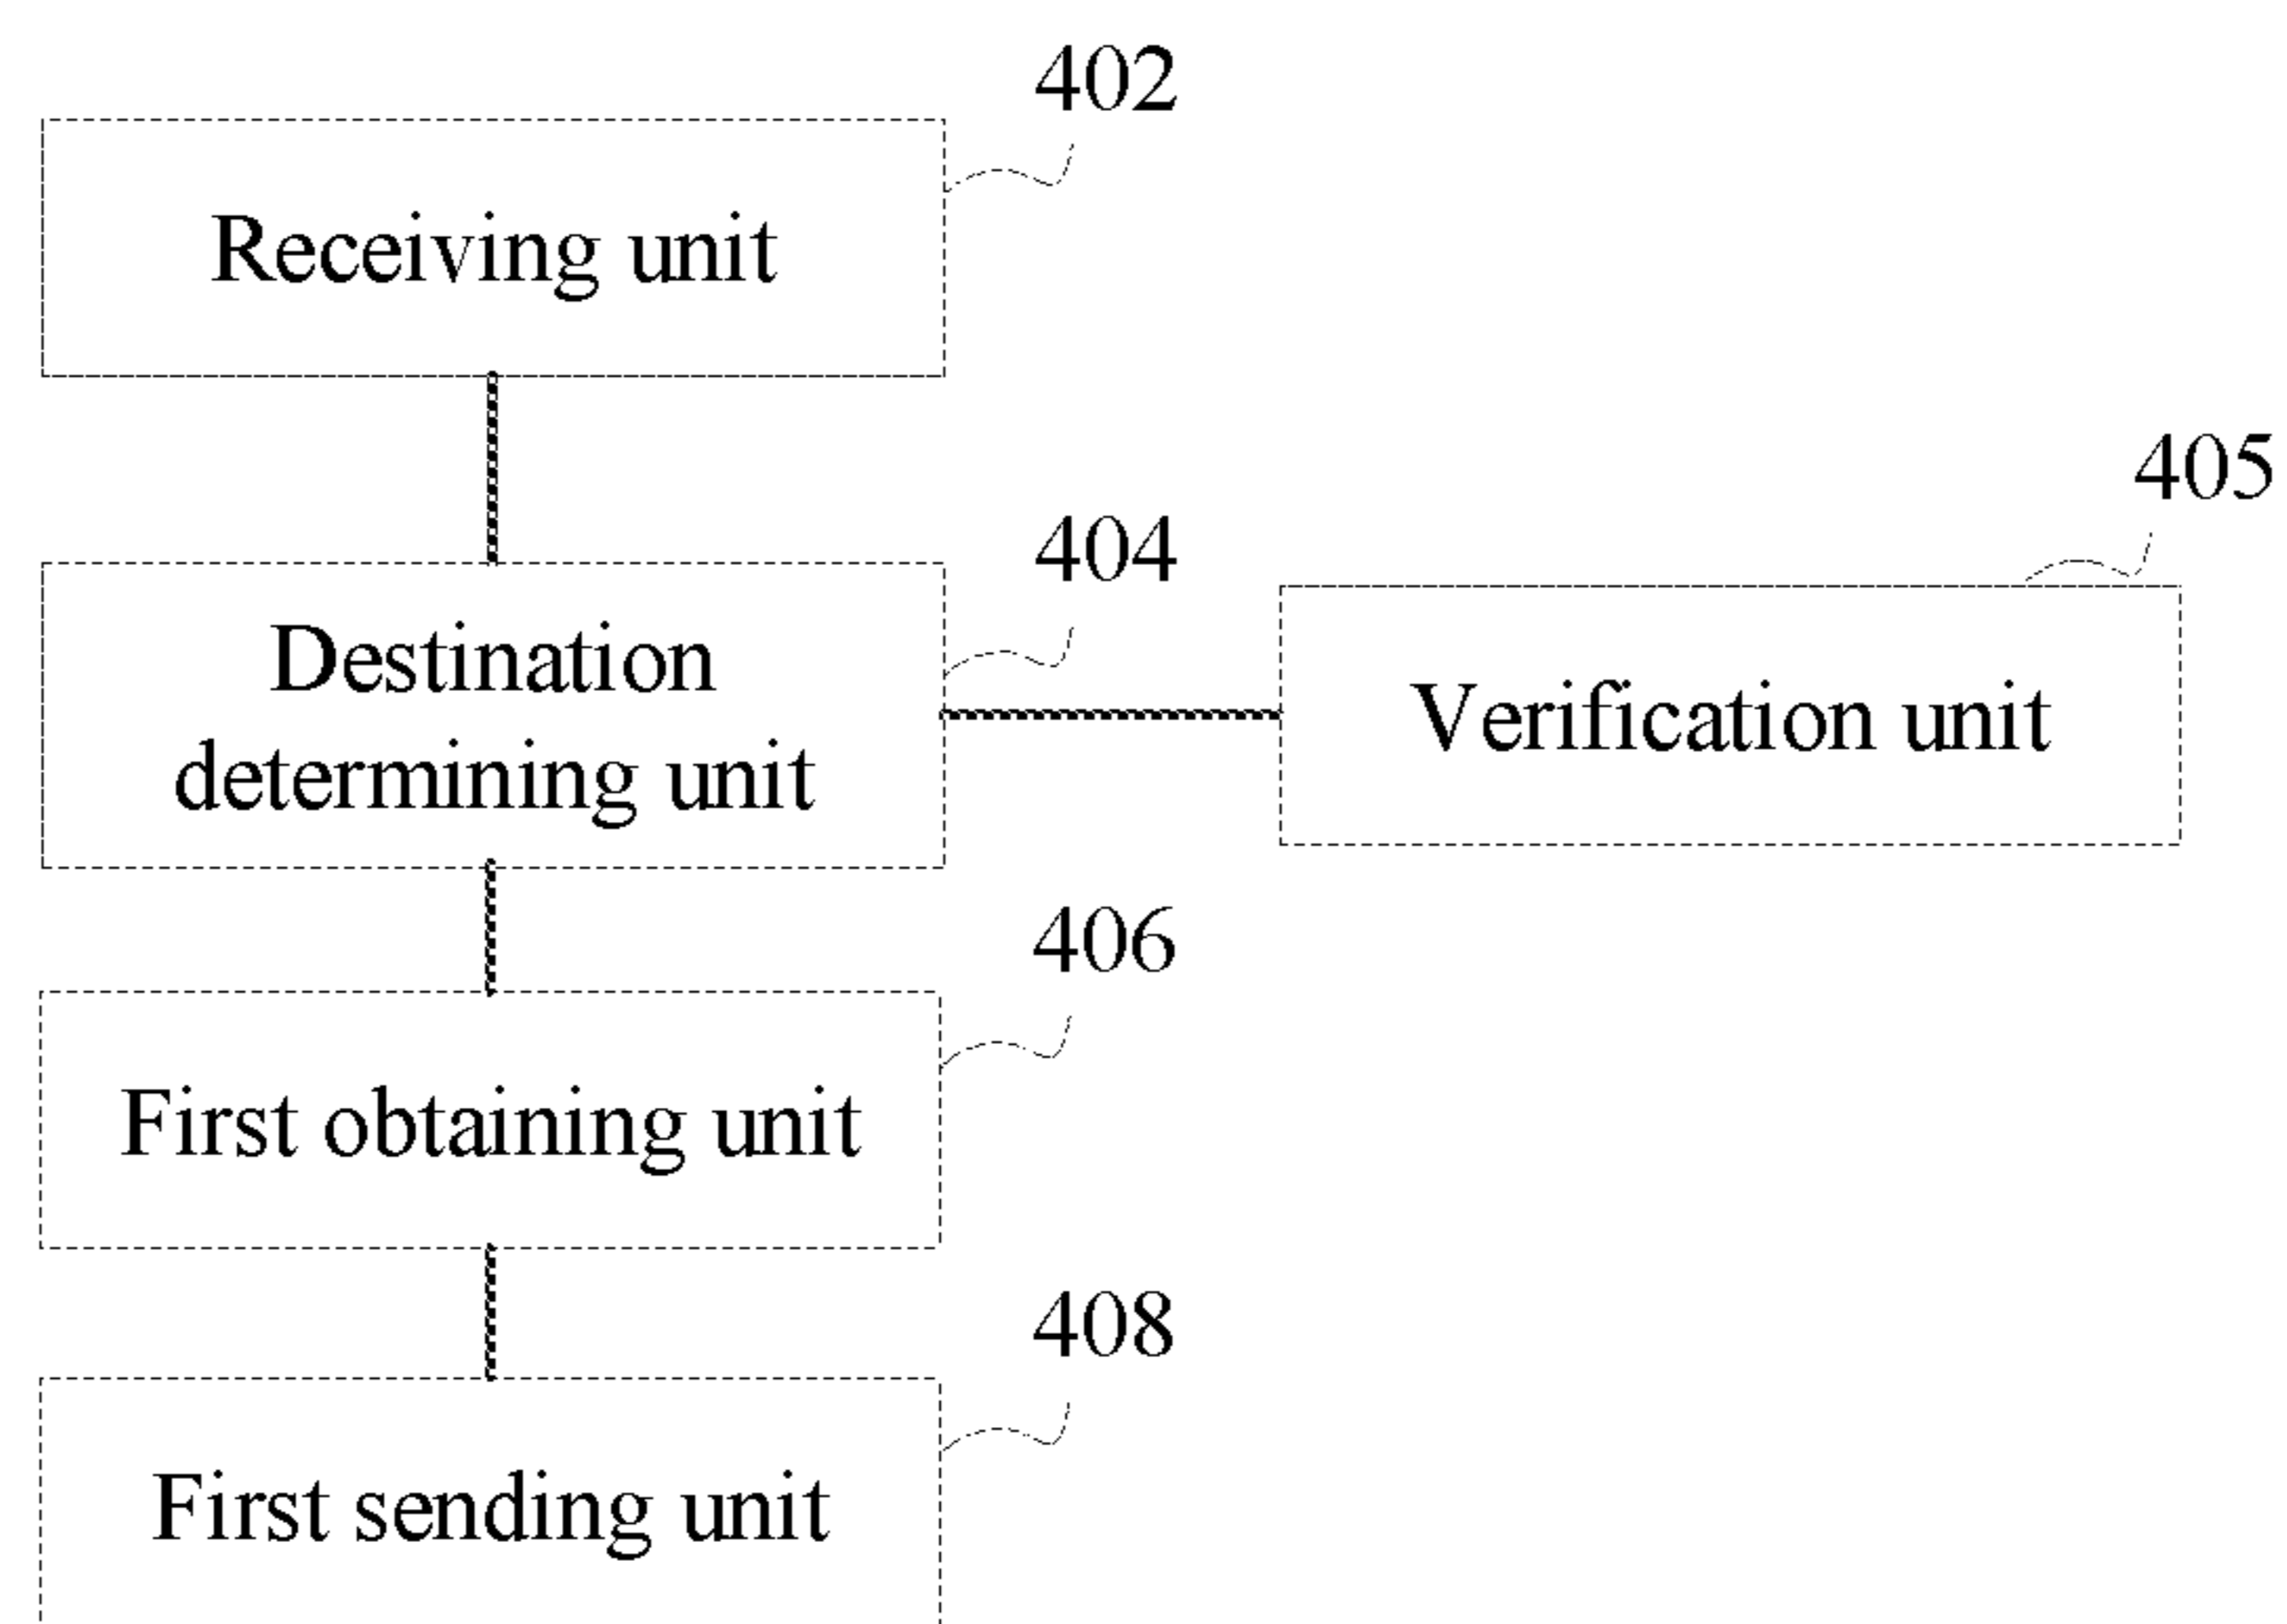 402
Receiving unit
405
404
Destination
determining unit
Verification unit
406
First obtaining unit
408
First sending unit